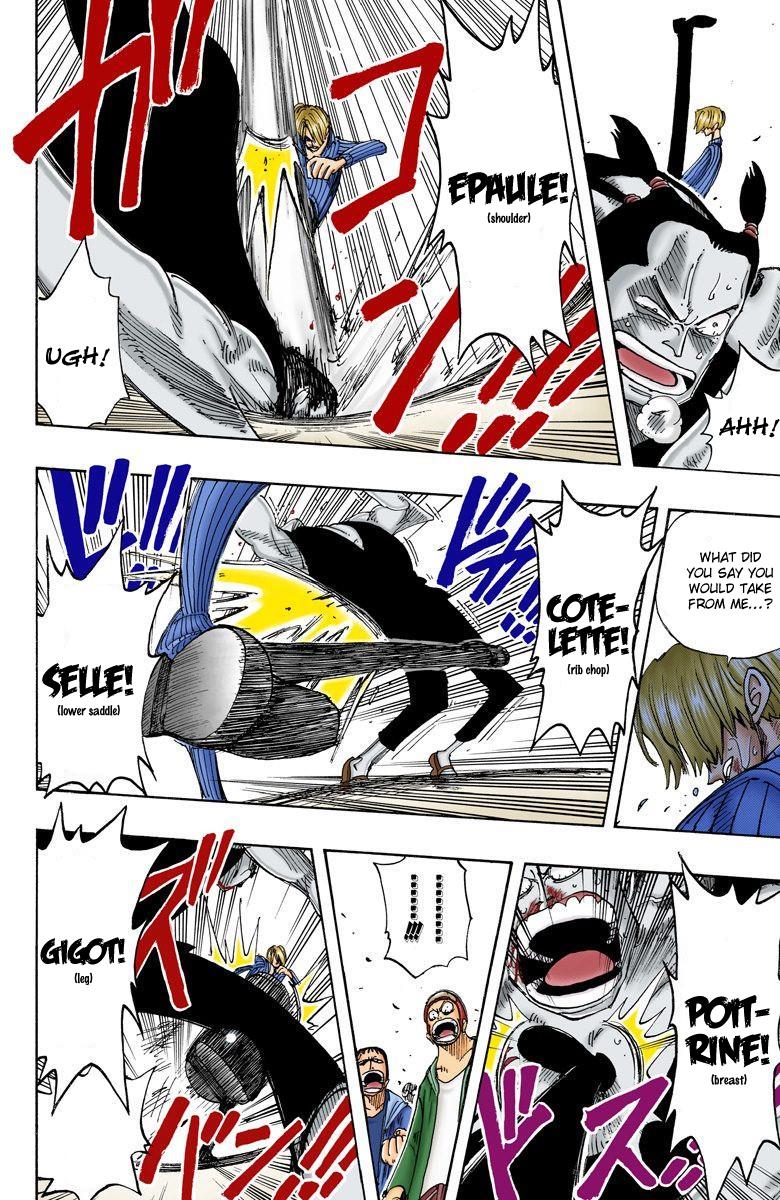 AHH!
EPAULE!
(shoulder)
ガコン!!!
UGH!
WHAT DID
YOU SAY YOU
WOULD TAKE
FROM ME...?
COTE-
LETTE!
(rib chop)
ドカ!!!
SELLE!
(lower saddle)
ド!!!
POIT-
RINE!
(breast)
ドス
!!!
GIGOT!
(leg)
ズ
バン!!!